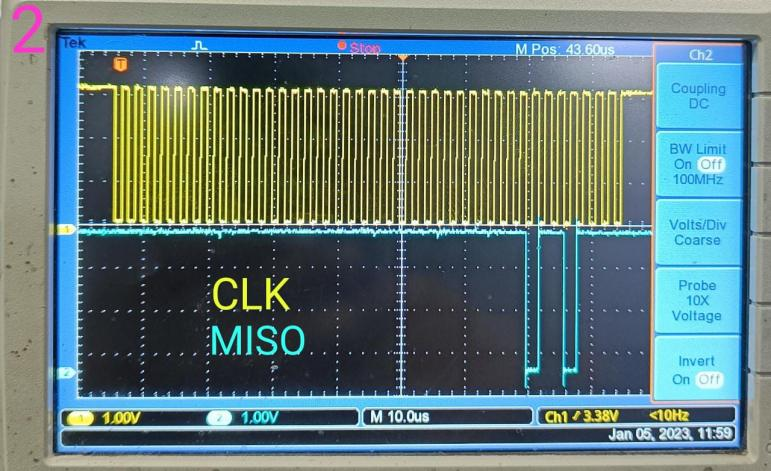 2
Tek
Stop
M Pos: 43.60us
Ch2
T
Coupling
DC
BW Limit
On Off
100MHz
Volts/Div
Coarse
Probe
10X
Voltage
Invert
On Off
1
CLK
MISO
2
1 1.00V
2 1.00V
M 10.0us
Ch1 3.38V
<10Hz
Jan 05, 2023, 11:59